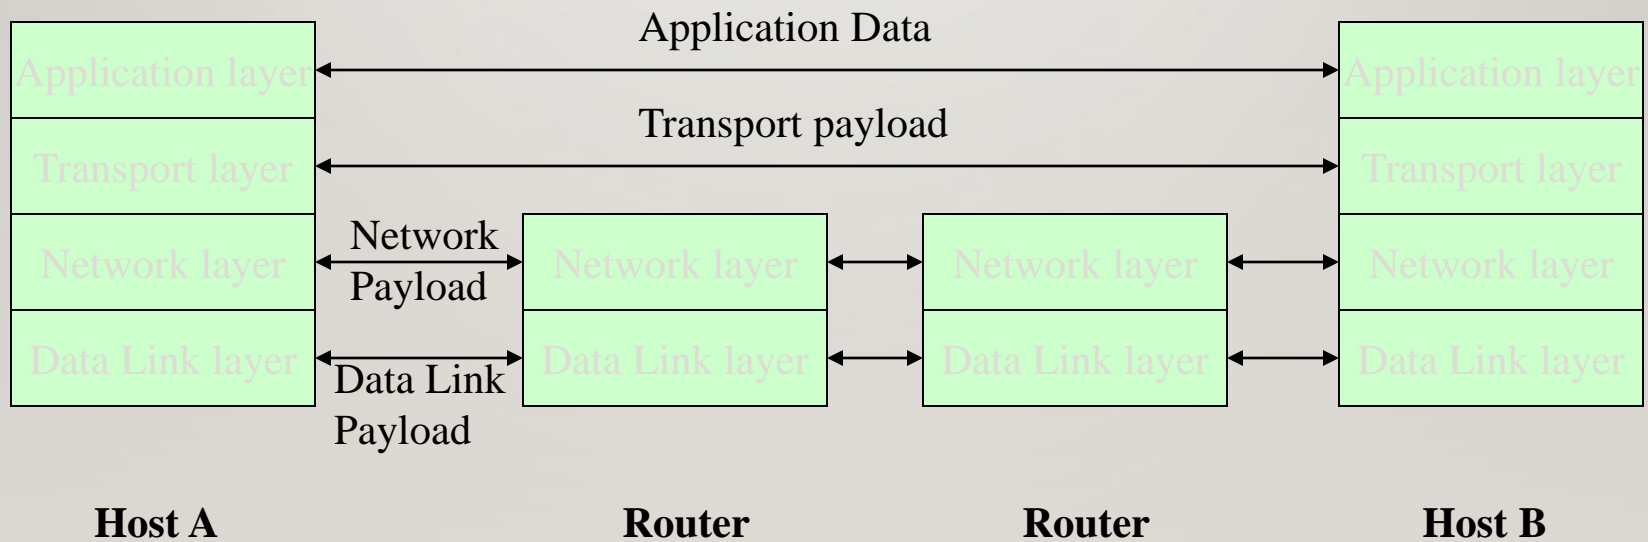 Application Data
Application layer
Application layer
Transport payload
Transport layer
Transport layer
Network
Payload
Network layer
Network layer
Network layer
Network layer
Data Link layer
Data Link layer
Data Link layer
Data Link layer
Data Link
Payload
Host A
Router
Router
Host B